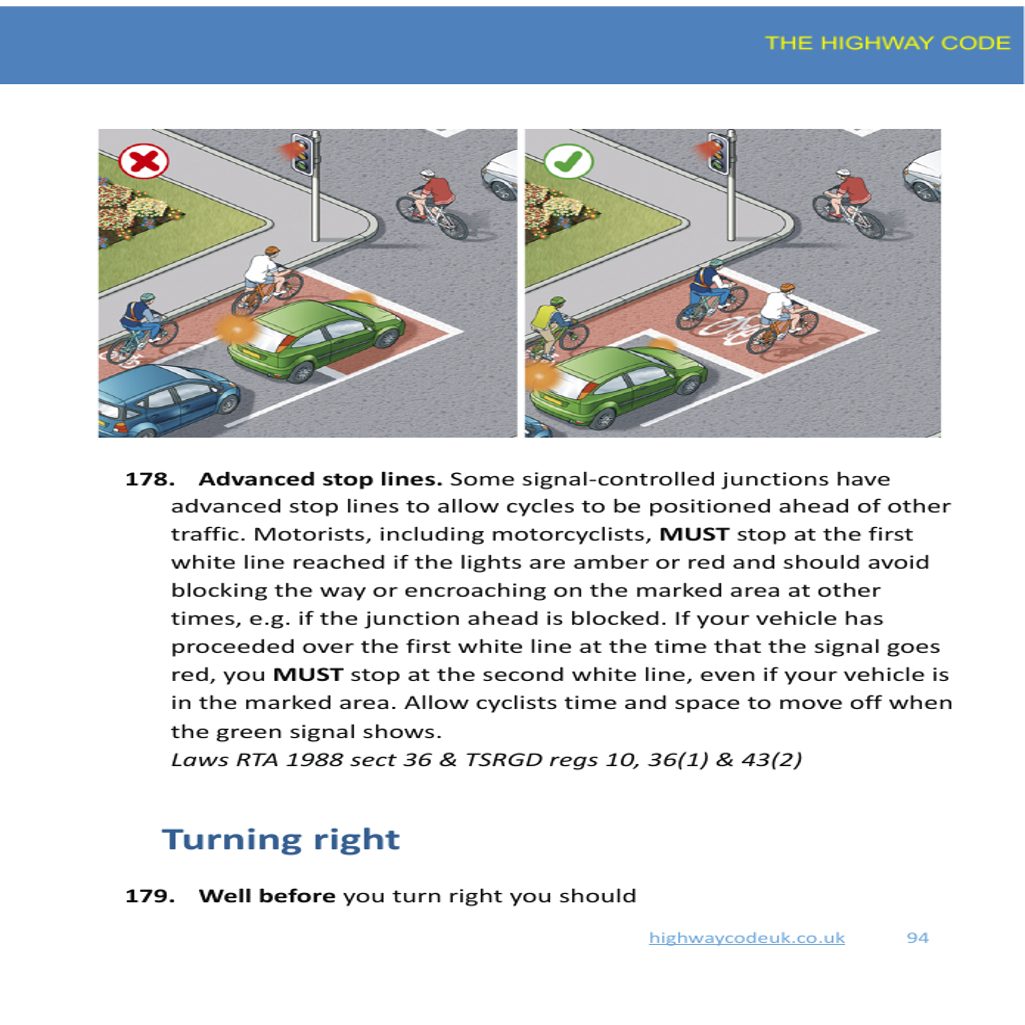 THE HIGHWAY CODE
178. Advanced stop lines. Some signal-controlled junctions have
advanced stop lines to allow cycles to be positioned ahead of other
traffic. Motorists, including motorcyclists, MUST stop at the first
white line reached if the lights are amber or red and should avoid
blocking the way or encroaching on the marked area at other
times, e.g. if the junction ahead is blocked. If your vehicle has
proceeded over the first white line at the time that the signal goes
red, you MUST stop at the second white line, even if your vehicle is
in the marked area. Allow cyclists time and space to move off when
the green signal shows.
Laws RTA 1988 sect 36 & TSRGD regs 10, 36(1) & 43(2)
Turning right
179. Well before you turn right you should
highwaycodeuk.co.uk 94